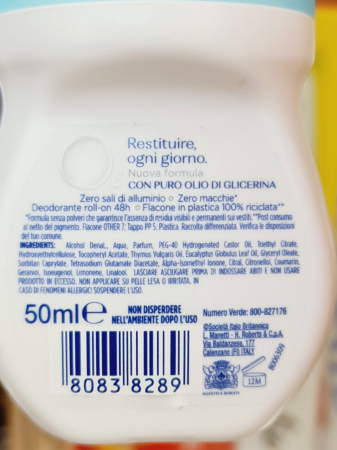 Restituire,
ogni giorno.
Nuova formula
CON PURO OLIO DI GLICERINA
Zero sali di alluminio ○ Zero macchie*
Deodorante roll-on 48h ○ Flacone in plastica 100% riciclata**
*Formula senza polveri che garantisce l'assenza di residui visibili e permanenti sui vestiti. **Post consumo
al netto del pigmento. Flacone OTHER 7, Tappo PP 5. Plastica, Raccolta differenziata. Verifica le disposizioni
del tuo comune.
INGREDIENTS: Alcohol Denat., Aqua, Parfum, PEG-40 Hydrogenated Castor Oil, Triethyl Citrate,
Hydroxyethylcellulose, Tocopheryl Acetate, Thymus Vulgaris Oil, Eucalyptus Globulus Leaf Oil, Glyceryl Oleate,
Sorbitan Caprylate, Tetrasodium Glutamate Diacetate, Alpha-Isomethyl Ionone, Citral, Citronellol, Coumarin,
Geraniol, Isoeugenol, Limonene, Linalool. LASCIARE ASCIUGARE PRIMA DI INDOSSARE ABITI E NON USARE
PRODOTTO IN ECCESSO. NON APPLICARE SU PELLE LESA O IRRITATA. IN
CASO DI FENOMENI ALLERGICI SOSPENDERE L'USO.
50ml℮
NON DISPERDERE
NELL'AMBIENTE DOPO L'USO
Numero Verde: 800-827176
©Società Italo Britannica
L. Manetti - H. Roberts & C.p.A.
Via Baldanzese, 177
Calenzano (FI) ITALY
8083 8289
MANETTI & ROBERTS
12M
8006309